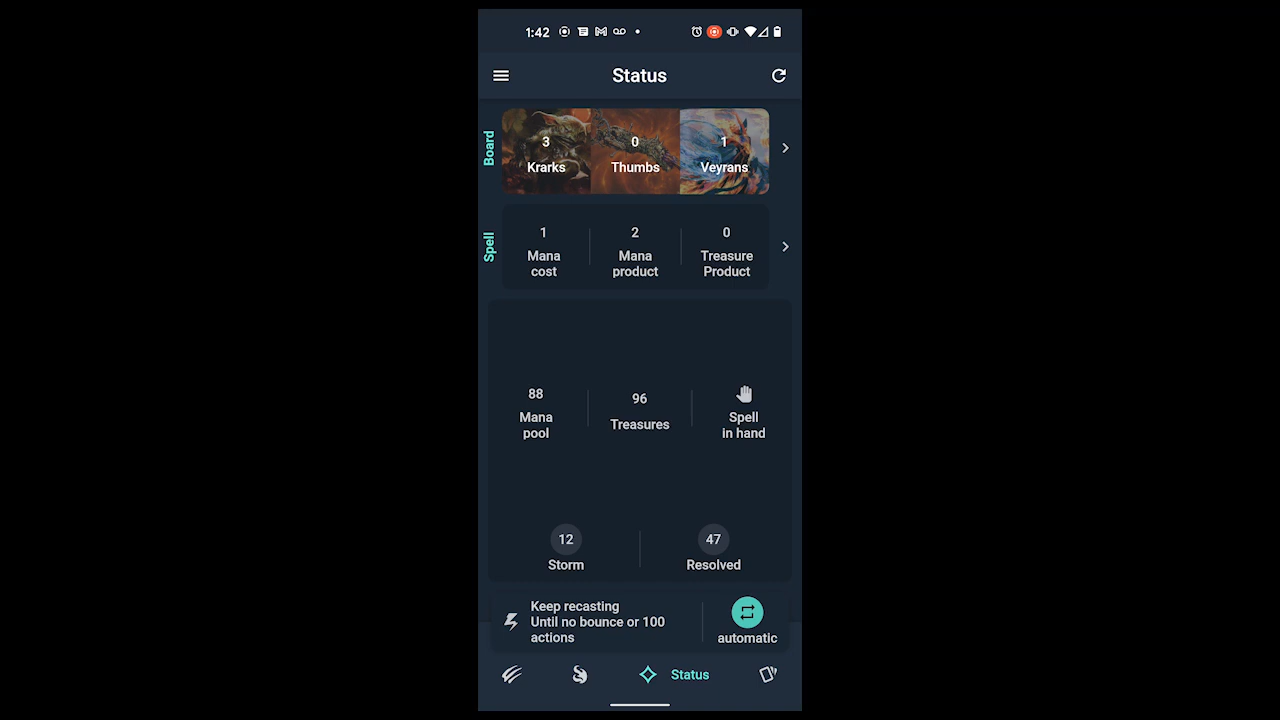 1:42
Status
Board
3
Krarks
0
Thumbs
1
Veyrans
Spell
1
Mana
cost
2
Mana
product
0
Treasure
Product
88
Mana
pool
96
Treasures
Spell
in hand
12
Storm
47
Resolved
Keep recasting
Until no bounce or 100
actions
automatic
Status